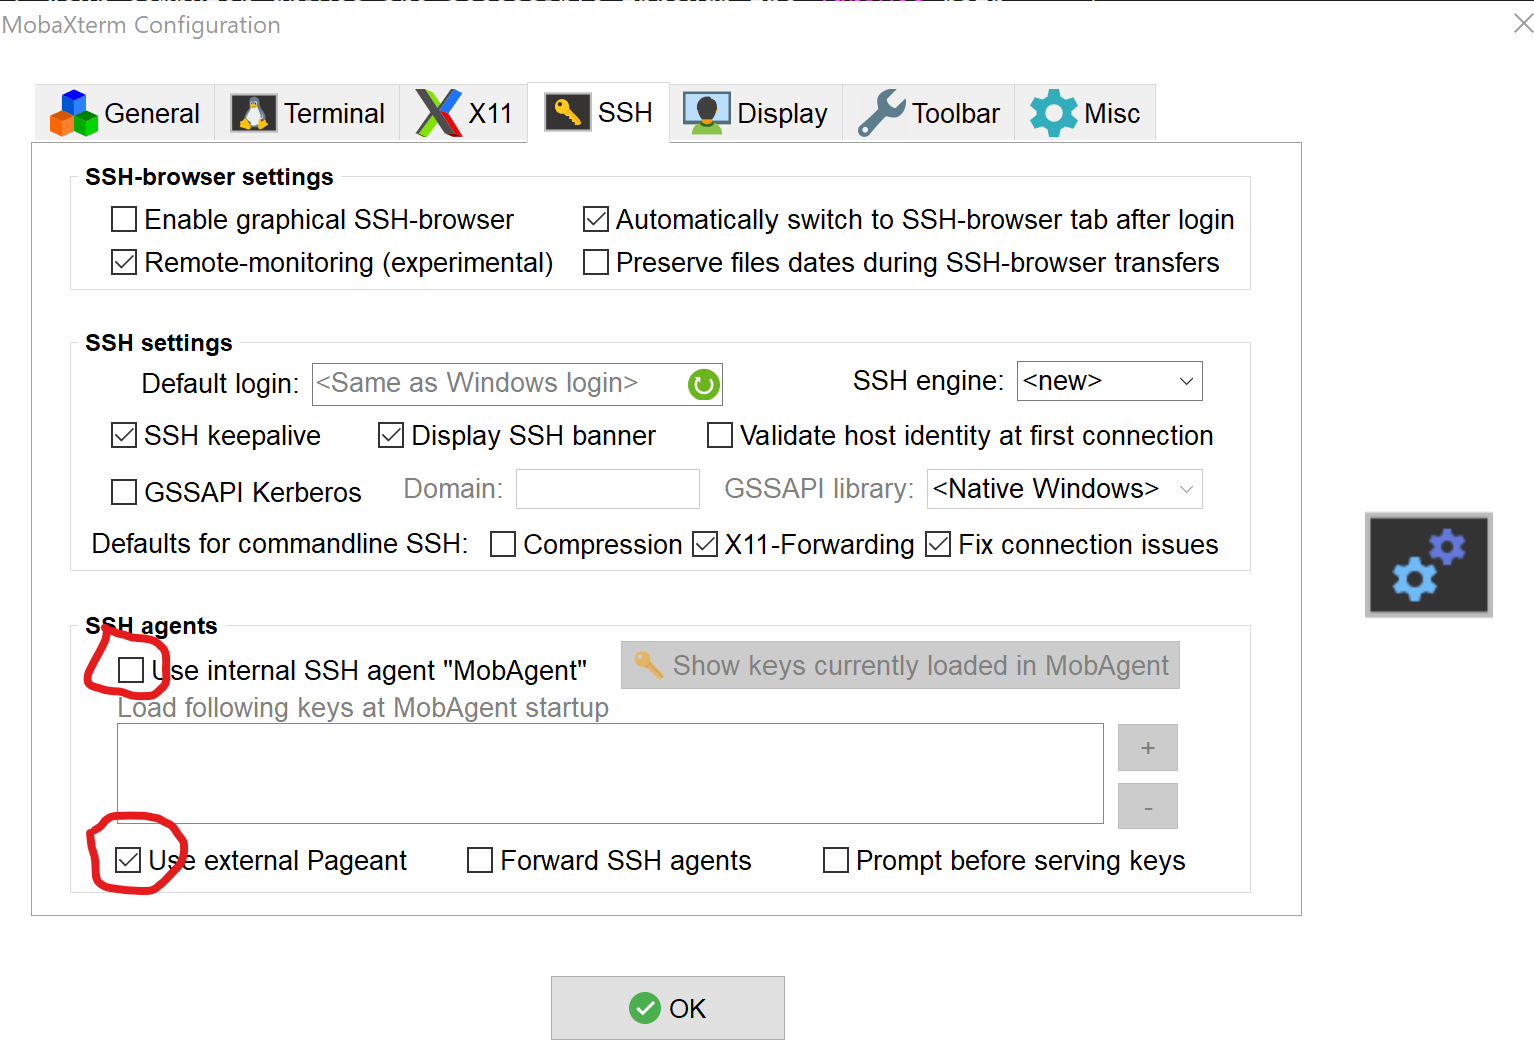 MobaXterm Configuration
General Terminal X11 SSH Display Toolbar Misc
SSH-browser settings
Enable graphical SSH-browser Automatically switch to SSH-browser tab after login
Remote-monitoring (experimental) Preserve files dates during SSH-browser transfers
SSH settings
Default login: <Same as Windows login> SSH engine: <new>
SSH keepalive Display SSH banner Validate host identity at first connection
GSSAPI Kerberos Domain: GSSAPI library: <Native Windows>
Defaults for commandline SSH: Compression X11-Forwarding Fix connection issues
SSH agents
Use internal SSH agent "MobAgent" Show keys currently loaded in MobAgent
Load following keys at MobAgent startup
+
-
Use external Pageant Forward SSH agents Prompt before serving keys
OK